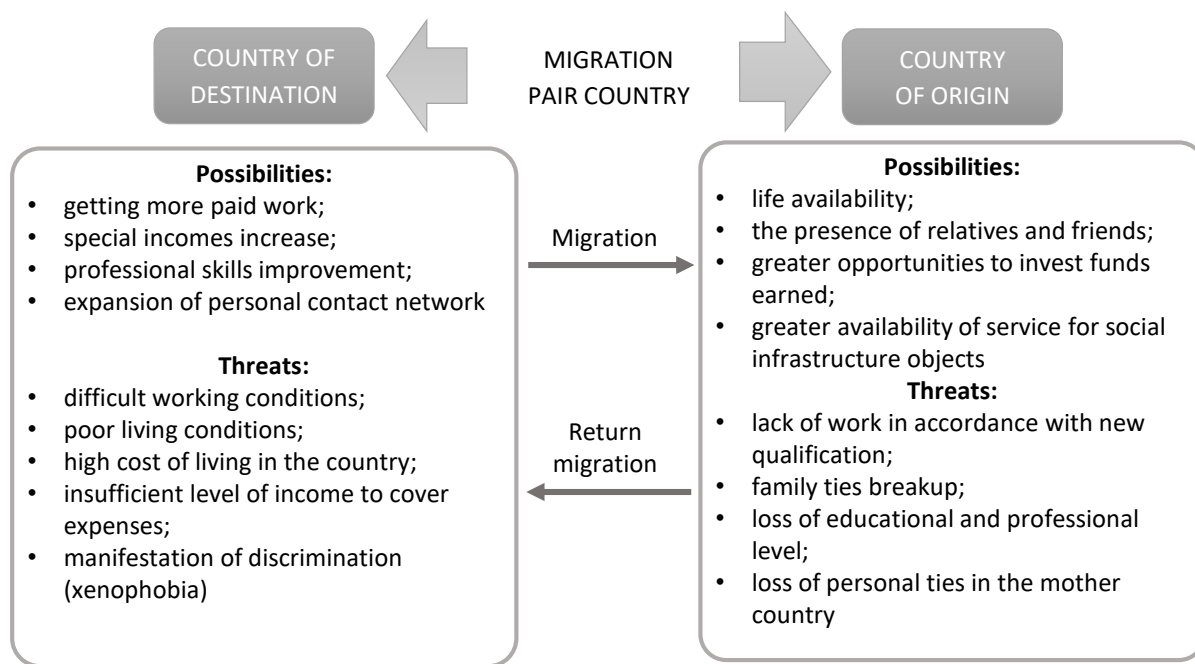 COUNTRY OF
DESTINATION
MIGRATION
PAIR COUNTRY
COUNTRY
OF ORIGIN
Possibilities:
• getting more paid work;
• special incomes increase;
• professional skills improvement;
• expansion of personal contact network
Threats:
• difficult working conditions;
• poor living conditions;
• high cost of living in the country;
• insufficient level of income to cover
expenses;
• manifestation of discrimination
(xenophobia)
Migration
Return
migration
Possibilities:
• life availability;
• the presence of relatives and friends;
• greater opportunities to invest funds
earned;
• greater availability of service for social
infrastructure objects
Threats:
• lack of work in accordance with new
qualification;
• family ties breakup;
• loss of educational and professional
level;
• loss of personal ties in the mother
country